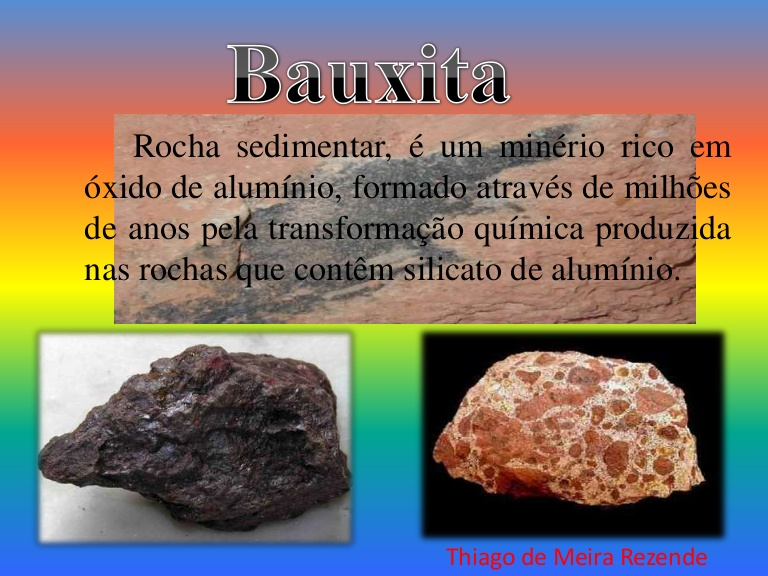 Bauxita
Rocha sedimentar, é um minério rico em
óxido de alumínio, formado através de milhões
de anos pela transformação química produzida
nas rochas que contêm silicato de alumínio.
Thiago de Meira Rezende